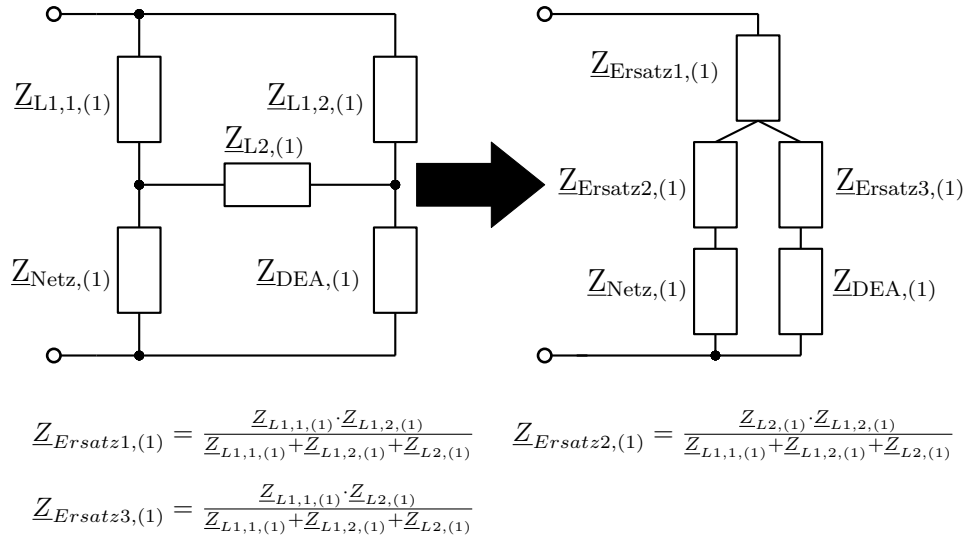 Z_Ersatz1,(1)
Z_L1,1,(1) Z_L1,2,(1)
Z_L2,(1)
Z_Ersatz2,(1) Z_Ersatz3,(1)
Z_Netz,(1) Z_DEA,(1) Z_Netz,(1) Z_DEA,(1)
Z_Ersatz1,(1) = (Z_L1,1,(1) · Z_L1,2,(1)) / (Z_L1,1,(1) + Z_L1,2,(1) + Z_L2,(1)) Z_Ersatz2,(1) = (Z_L2,(1) · Z_L1,2,(1)) / (Z_L1,1,(1) + Z_L1,2,(1) + Z_L2,(1))
Z_Ersatz3,(1) = (Z_L1,1,(1) · Z_L2,(1)) / (Z_L1,1,(1) + Z_L1,2,(1) + Z_L2,(1))